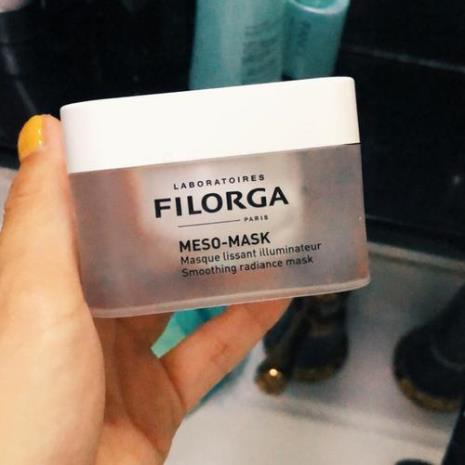 LABORATOIRES
FILORGA
PARIS
MESO-MASK
Masque lissant illuminateur
Smoothing radiance mask